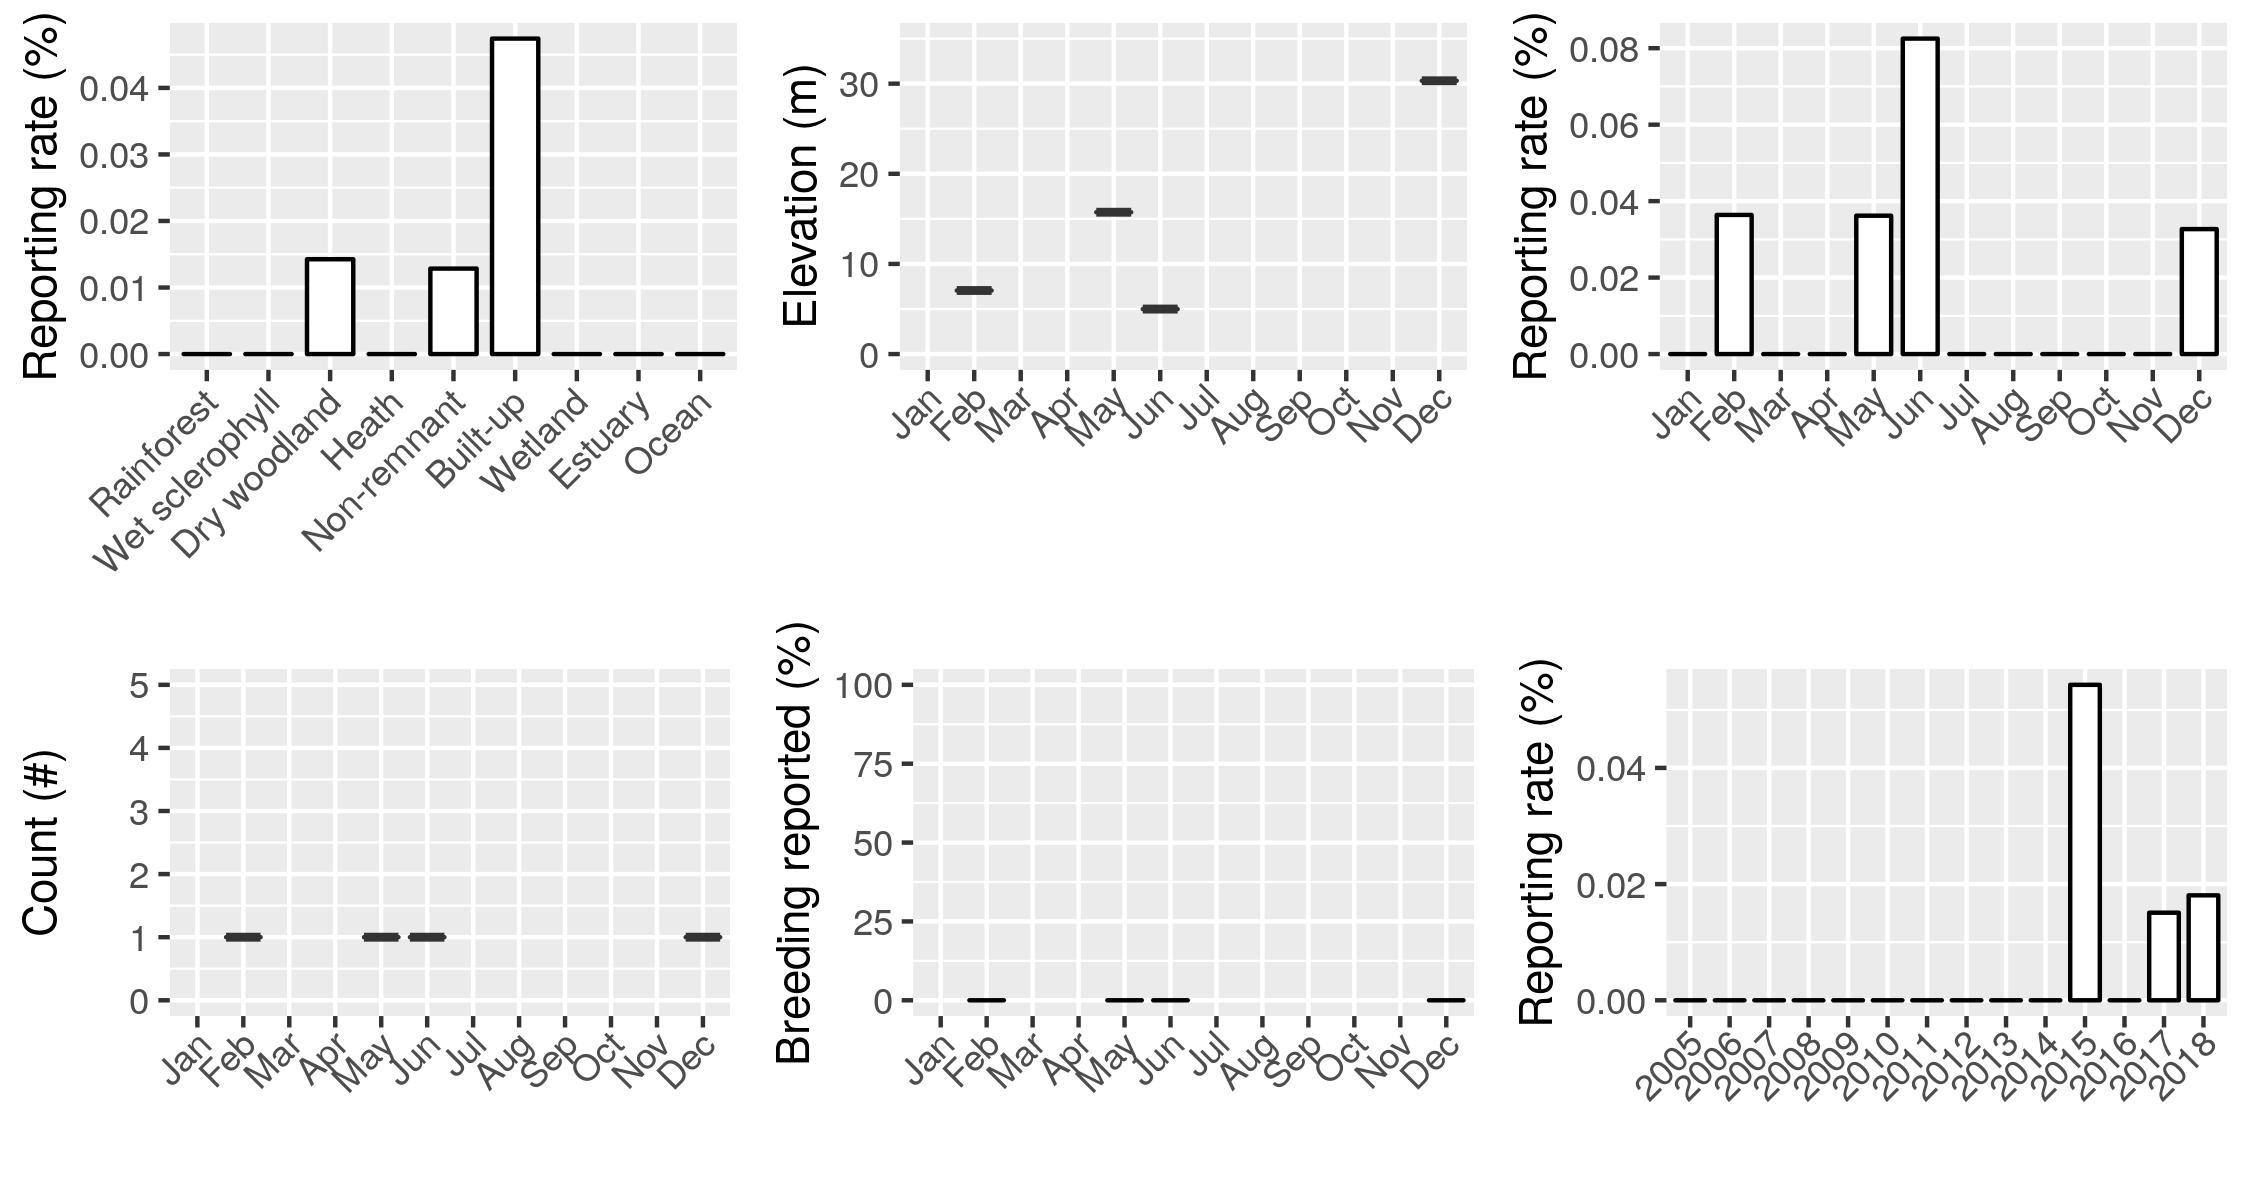 Reporting rate (%)
0.04
0.03
0.02
0.01
0.00
Rainforest
Wet sclerophyll
Dry woodland
Heath
Non-remnant
Built-up
Wetland
Estuary
Ocean
Elevation (m)
30
20
10
0
Jan
Feb
Mar
Apr
May
Jun
Jul
Aug
Sep
Oct
Nov
Dec
Reporting rate (%)
0.08
0.06
0.04
0.02
0.00
Jan
Feb
Mar
Apr
May
Jun
Jul
Aug
Sep
Oct
Nov
Dec
Count (#)
5
4
3
2
1
0
Jan
Feb
Mar
Apr
May
Jun
Jul
Aug
Sep
Oct
Nov
Dec
Breeding reported (%)
100
75
50
25
0
Jan
Feb
Mar
Apr
May
Jun
Jul
Aug
Sep
Oct
Nov
Dec
Reporting rate (%)
0.04
0.02
0.00
2005
2006
2007
2008
2009
2010
2011
2012
2013
2014
2015
2016
2017
2018